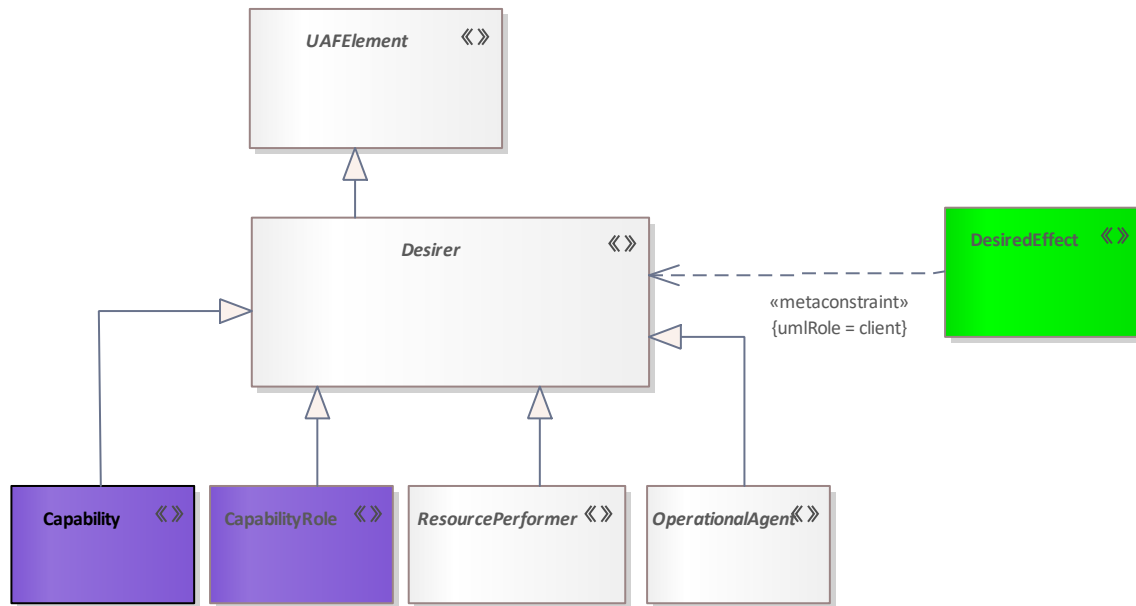 UAFElement «»
Desirer «»
DesiredEffect «»
«metaconstraint»
{umlRole = client}
Capability «»
CapabilityRole «»
ResourcePerformer «»
OperationalAgent «»